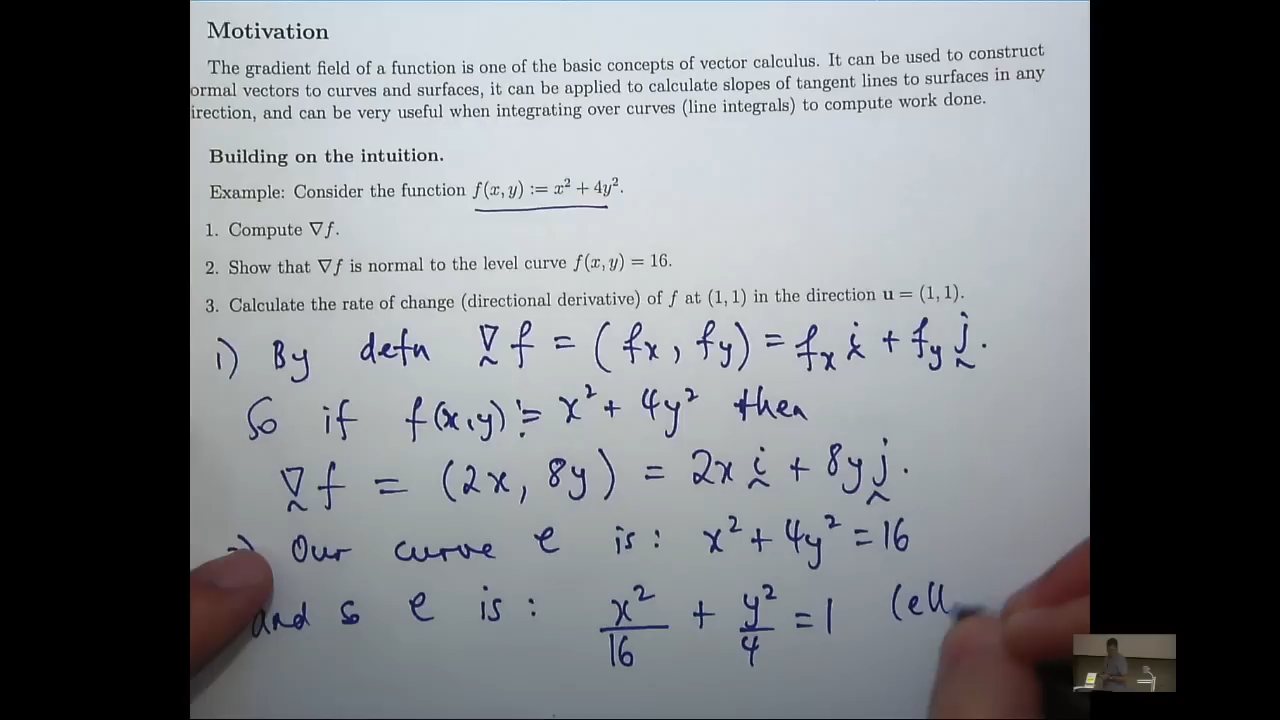 Motivation
The gradient field of a function is one of the basic concepts of vector calculus. It can be used to construct
ormal vectors to curves and surfaces, it can be applied to calculate slopes of tangent lines to surfaces in any
irection, and can be very useful when integrating over curves (line integrals) to compute work done.
Building on the intuition.
Example: Consider the function f(x, y) := x² + 4y².
1. Compute ∇f.
2. Show that ∇f is normal to the level curve f(x, y) = 16.
3. Calculate the rate of change (directional derivative) of f at (1, 1) in the direction u = (1, 1).
1) By defn ∇f = (fx, fy) = fx i + fy j.
So if f(x,y) := x² + 4y² then
∇f = (2x, 8y) = 2x i + 8y j.
Our curve C is: x² + 4y² = 16
and so C is: x²/16 + y²/4 = 1 (ell